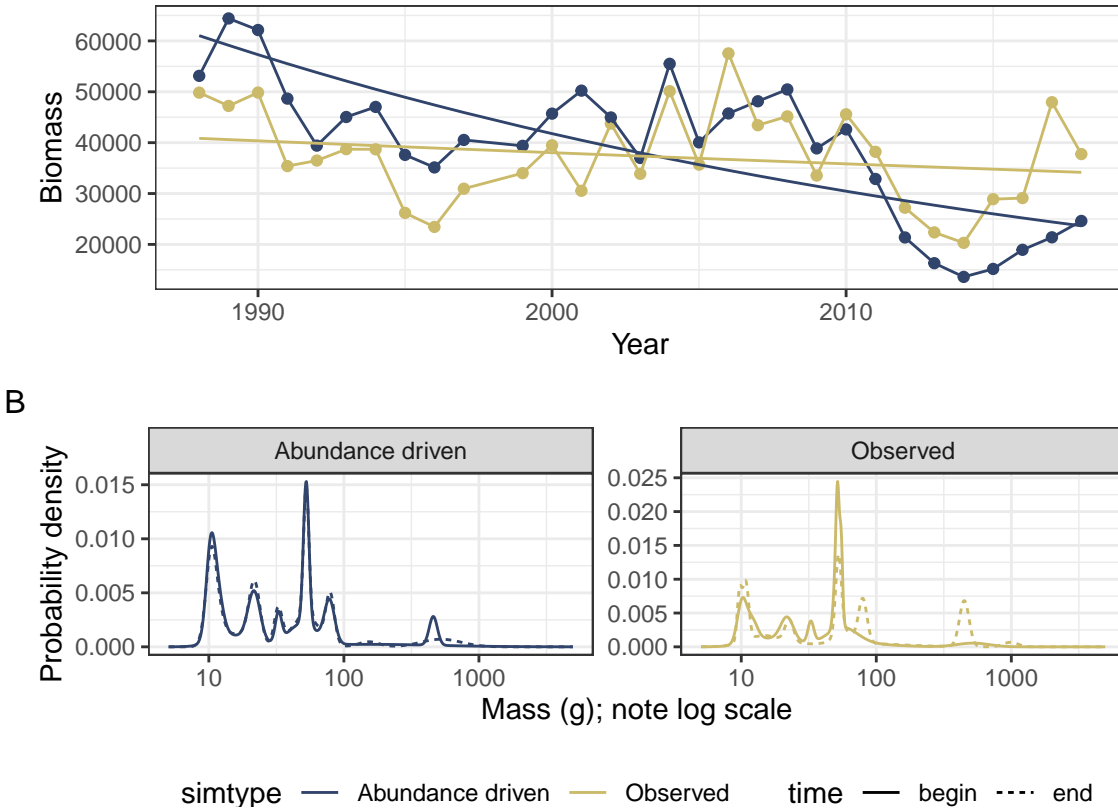 60000
50000
40000
30000
20000
Biomass
1990 2000 2010
Year
B
Abundance driven Observed
Probability density
0.015
0.010
0.005
0.000
0.025
0.020
0.015
0.010
0.005
0.000
10 100 1000 10 100 1000
Mass (g); note log scale
simtype Abundance driven Observed time begin end